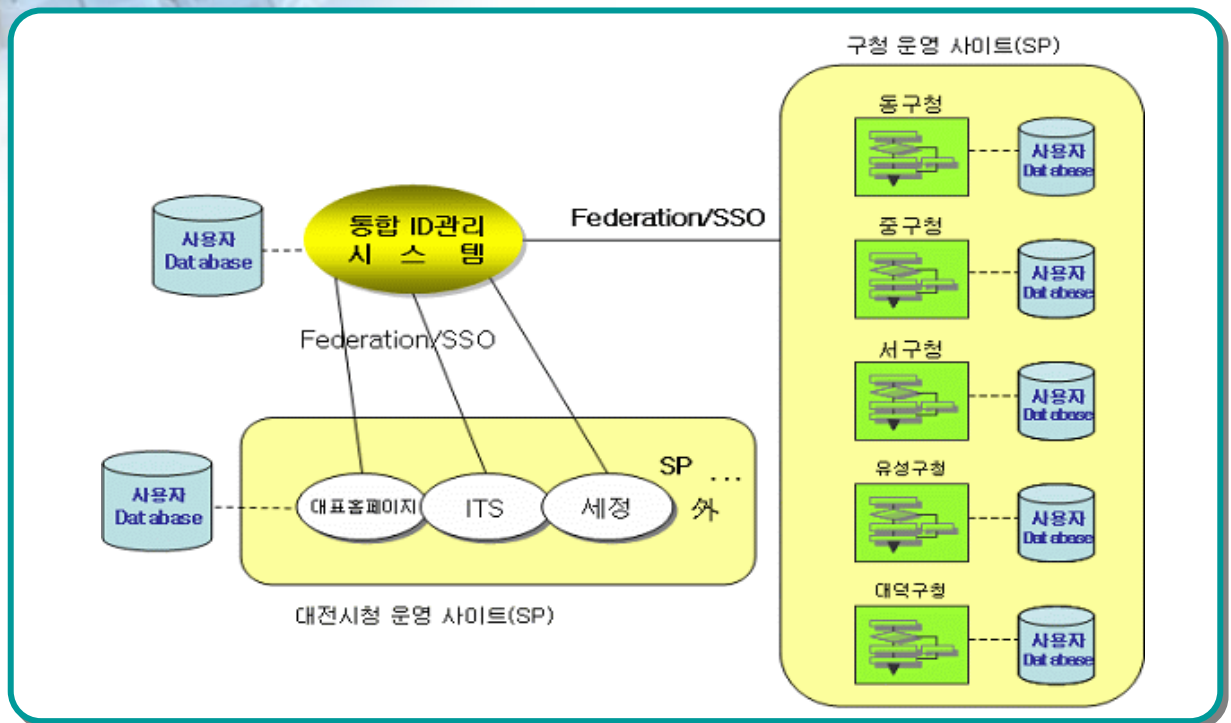 구청 운영 사이트(SP)
동구청
사용자
Database
중구청
사용자
Database
서구청
사용자
Database
유성구청
사용자
Database
대덕구청
사용자
Database
사용자
Database
통합 ID관리
시 스 템
Federation/SSO
Federation/SSO
사용자
Database
대표홈페이지
ITS
세정
SP ...
외
대전시청 운영 사이트(SP)